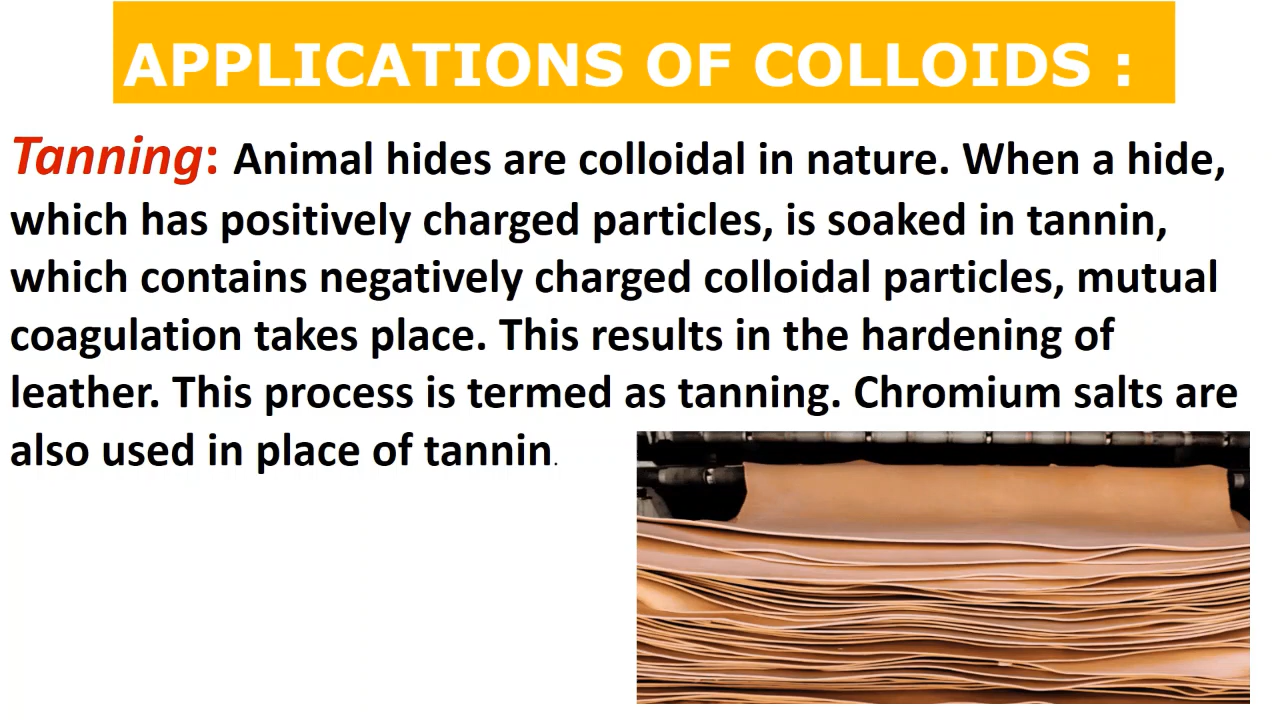 APPLICATIONS OF COLLOIDS :
Tanning: Animal hides are colloidal in nature. When a hide,
which has positively charged particles, is soaked in tannin,
which contains negatively charged colloidal particles, mutual
coagulation takes place. This results in the hardening of
leather. This process is termed as tanning. Chromium salts are
also used in place of tannin.